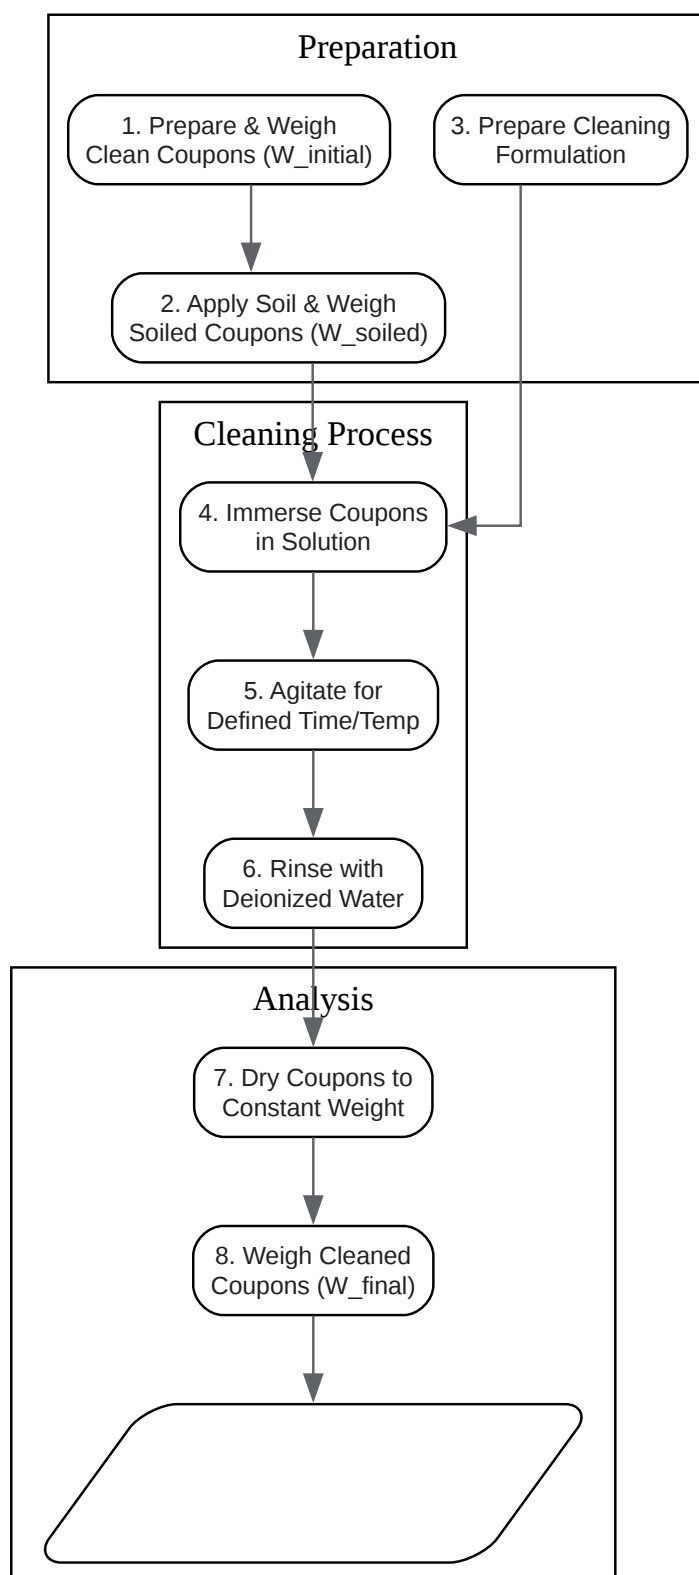 Preparation
1. Prepare & Weigh
Clean Coupons (W_initial)
3. Prepare Cleaning
Formulation
2. Apply Soil & Weigh
Soiled Coupons (W_soiled)
Cleaning Process
4. Immerse Coupons
in Solution
5. Agitate for
Defined Time/Temp
6. Rinse with
Deionized Water
Analysis
7. Dry Coupons to
Constant Weight
8. Weigh Cleaned
Coupons (W_final)